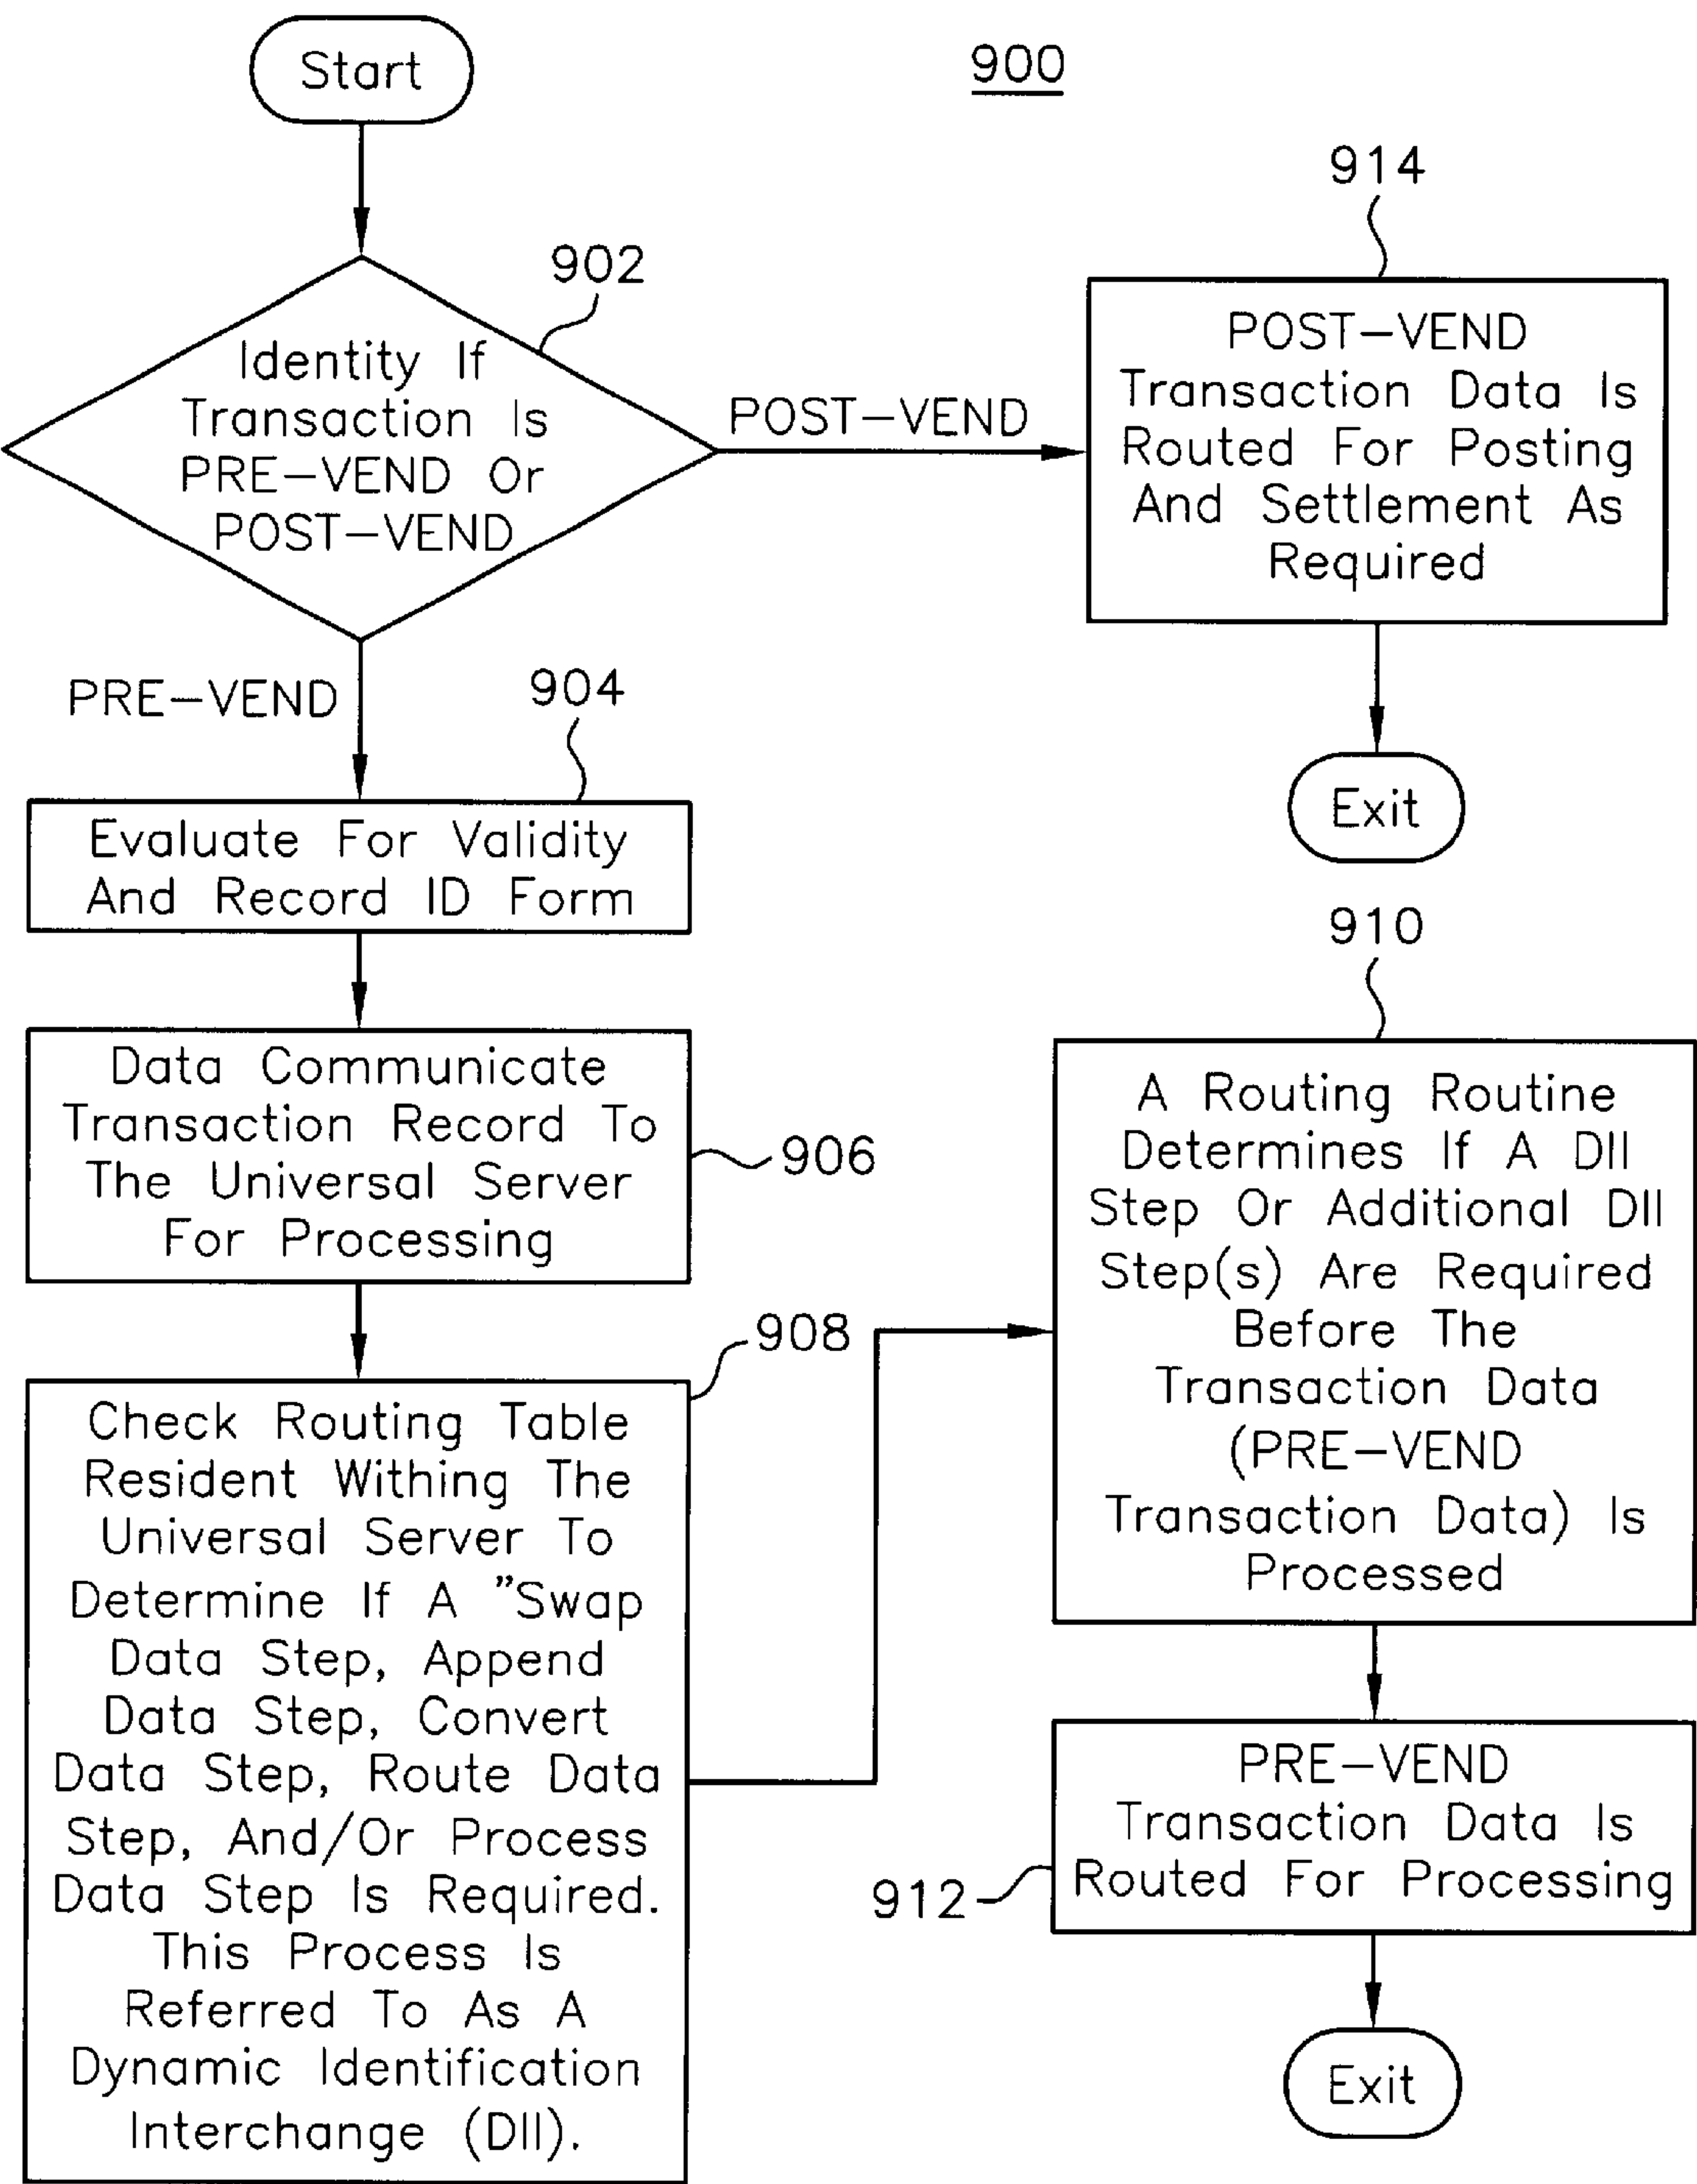 Start
900
902
Identity If
Transaction Is
PRE-VEND Or
POST-VEND
POST-VEND
914
POST-VEND
Transaction Data Is
Routed For Posting
And Settlement As
Required
Exit
PRE-VEND
904
Evaluate For Validity
And Record ID Form
Data Communicate
Transaction Record To
The Universal Server
For Processing
906
908
Check Routing Table
Resident Withing The
Universal Server To
Determine If A "Swap
Data Step, Append
Data Step, Convert
Data Step, Route Data
Step, And/Or Process
Data Step Is Required.
This Process Is
Referred To As A
Dynamic Identification
Interchange (DII).
910
A Routing Routine
Determines If A DII
Step Or Additional DII
Step(s) Are Required
Before The
Transaction Data
(PRE-VEND
Transaction Data) Is
Processed
PRE-VEND
Transaction Data Is
Routed For Processing
912
Exit